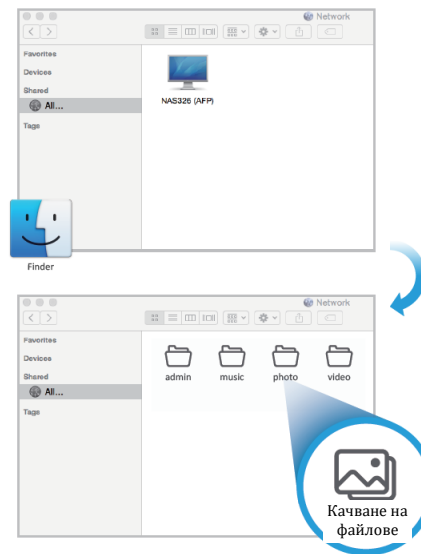 Network
Favorites
Devices
Shared
All...
Tags
NAS326 (AFP)
Finder
Network
Favorites
Devices
Shared
All...
Tags
admin
music
photo
video
Качване на
файлове